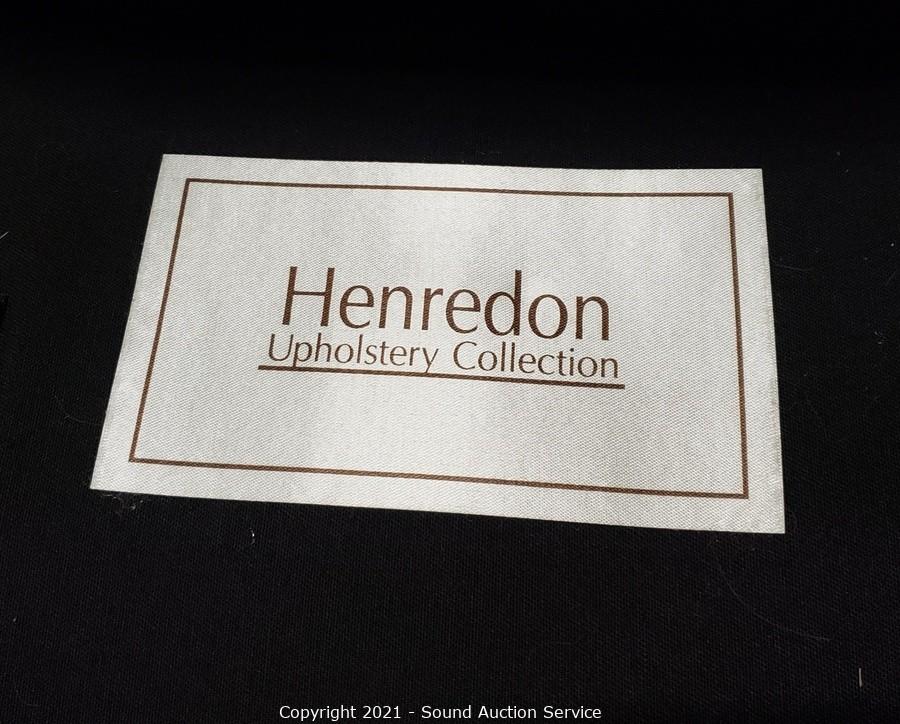 Henredon
Upholstery Collection
Copyright 2021 - Sound Auction Service